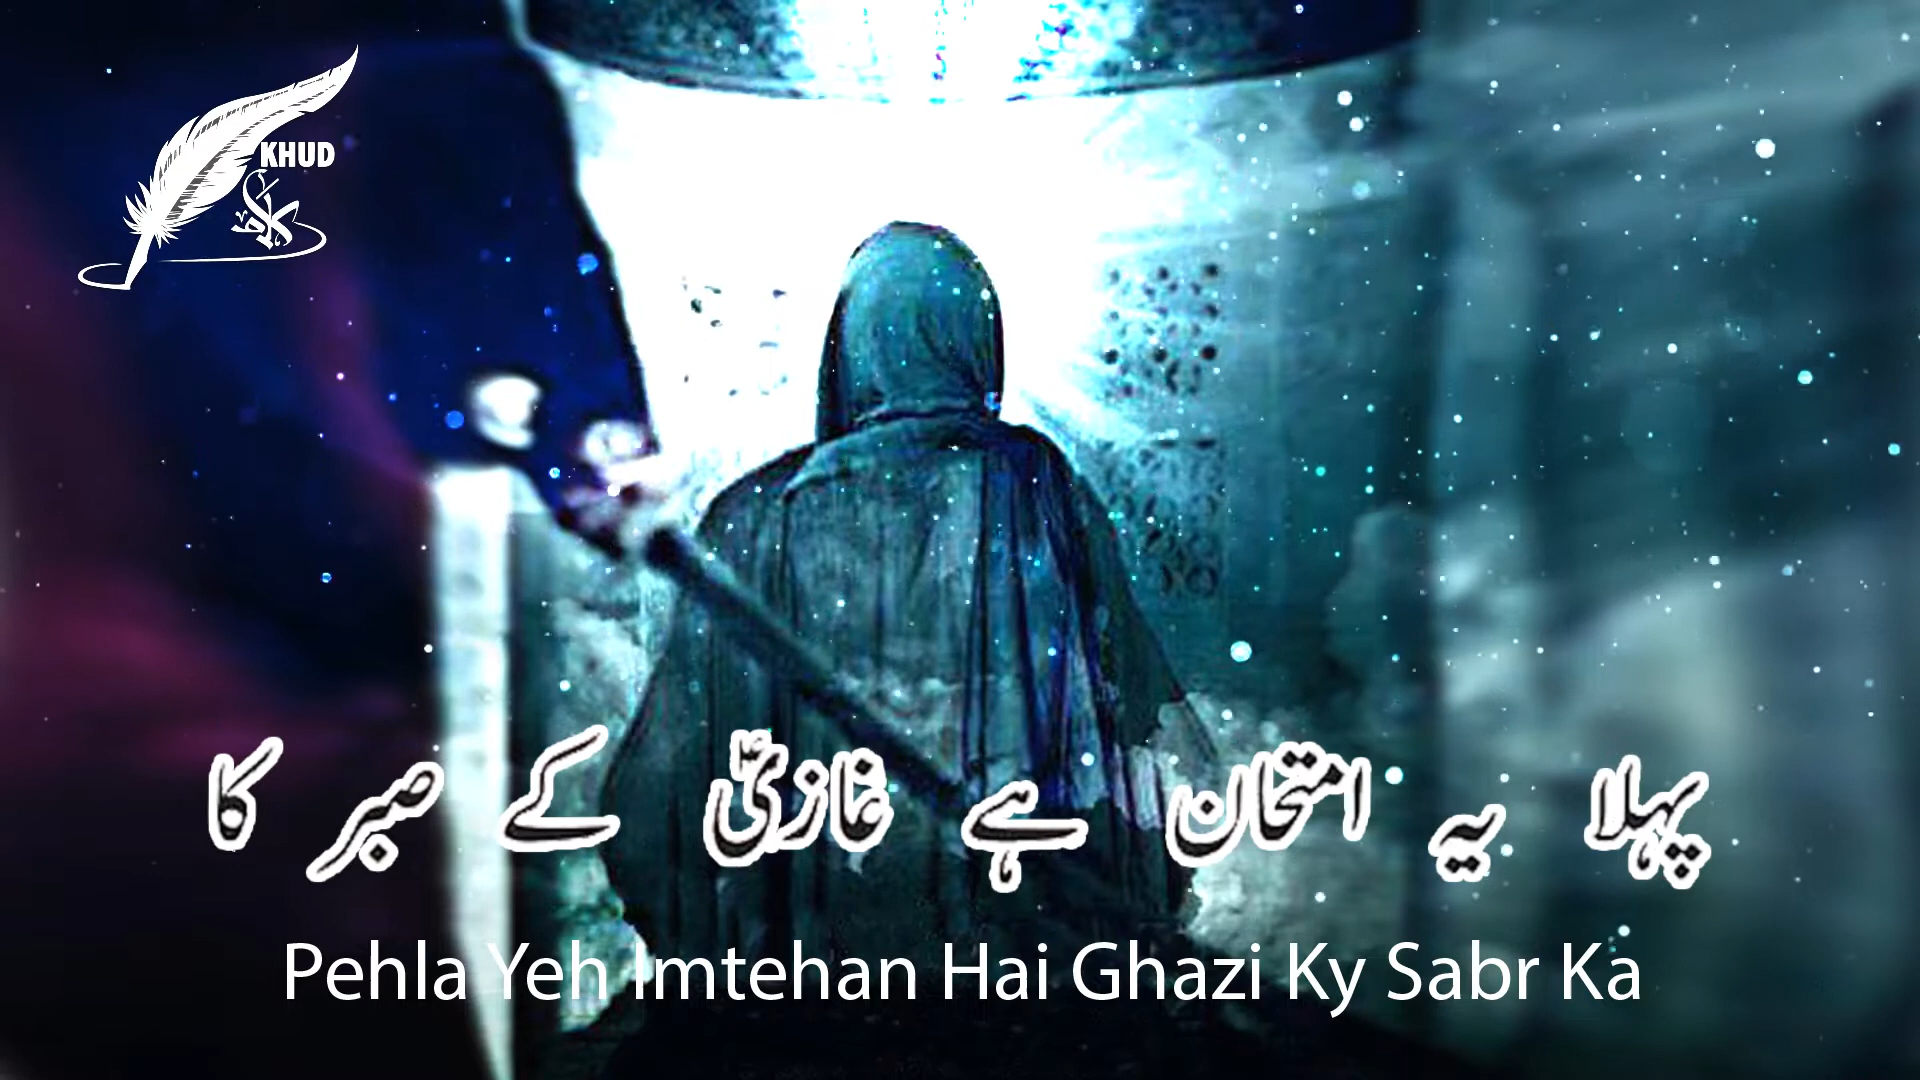 KHUD
پہلا یہ امتحان ہے غازیؑ کے صبر کا
Pehla Yeh Imtehan Hai Ghazi Ky Sabr Ka